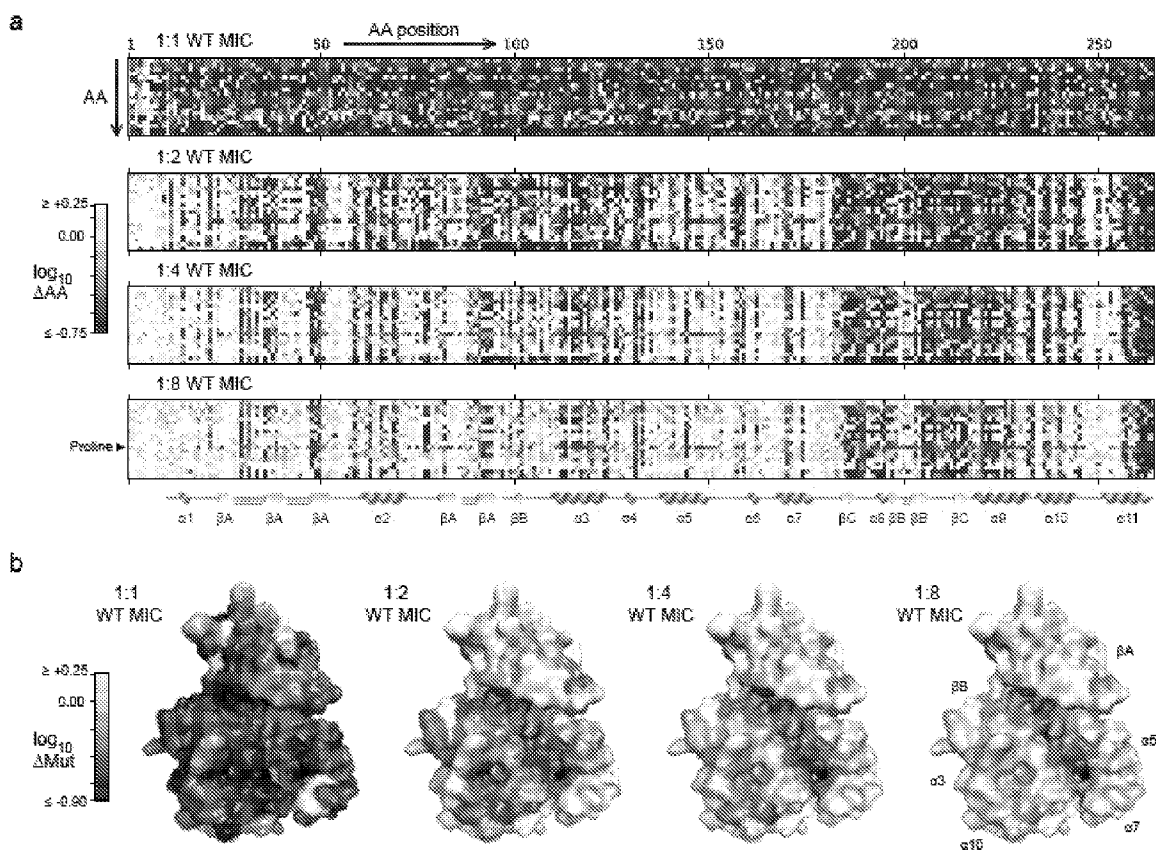 a
AA position
1:1 WT MIC
1 50 100 150 200 250
AA
1:2 WT MIC
≥ +0.25
0.00
log10
ΔAA
≤ -0.75
1:4 WT MIC
1:8 WT MIC
Proline
α1 βA βA βA α2 βA βA βB α3 α4 α5 α6 α7 βC α8 βB βB βC α9 α10 α11
b
1:1
WT MIC
1:2
WT MIC
1:4
WT MIC
1:8
WT MIC
≥ +0.25
0.00
log10
ΔMut
≤ -0.90
βA
βB
α5
α3
α7
α10